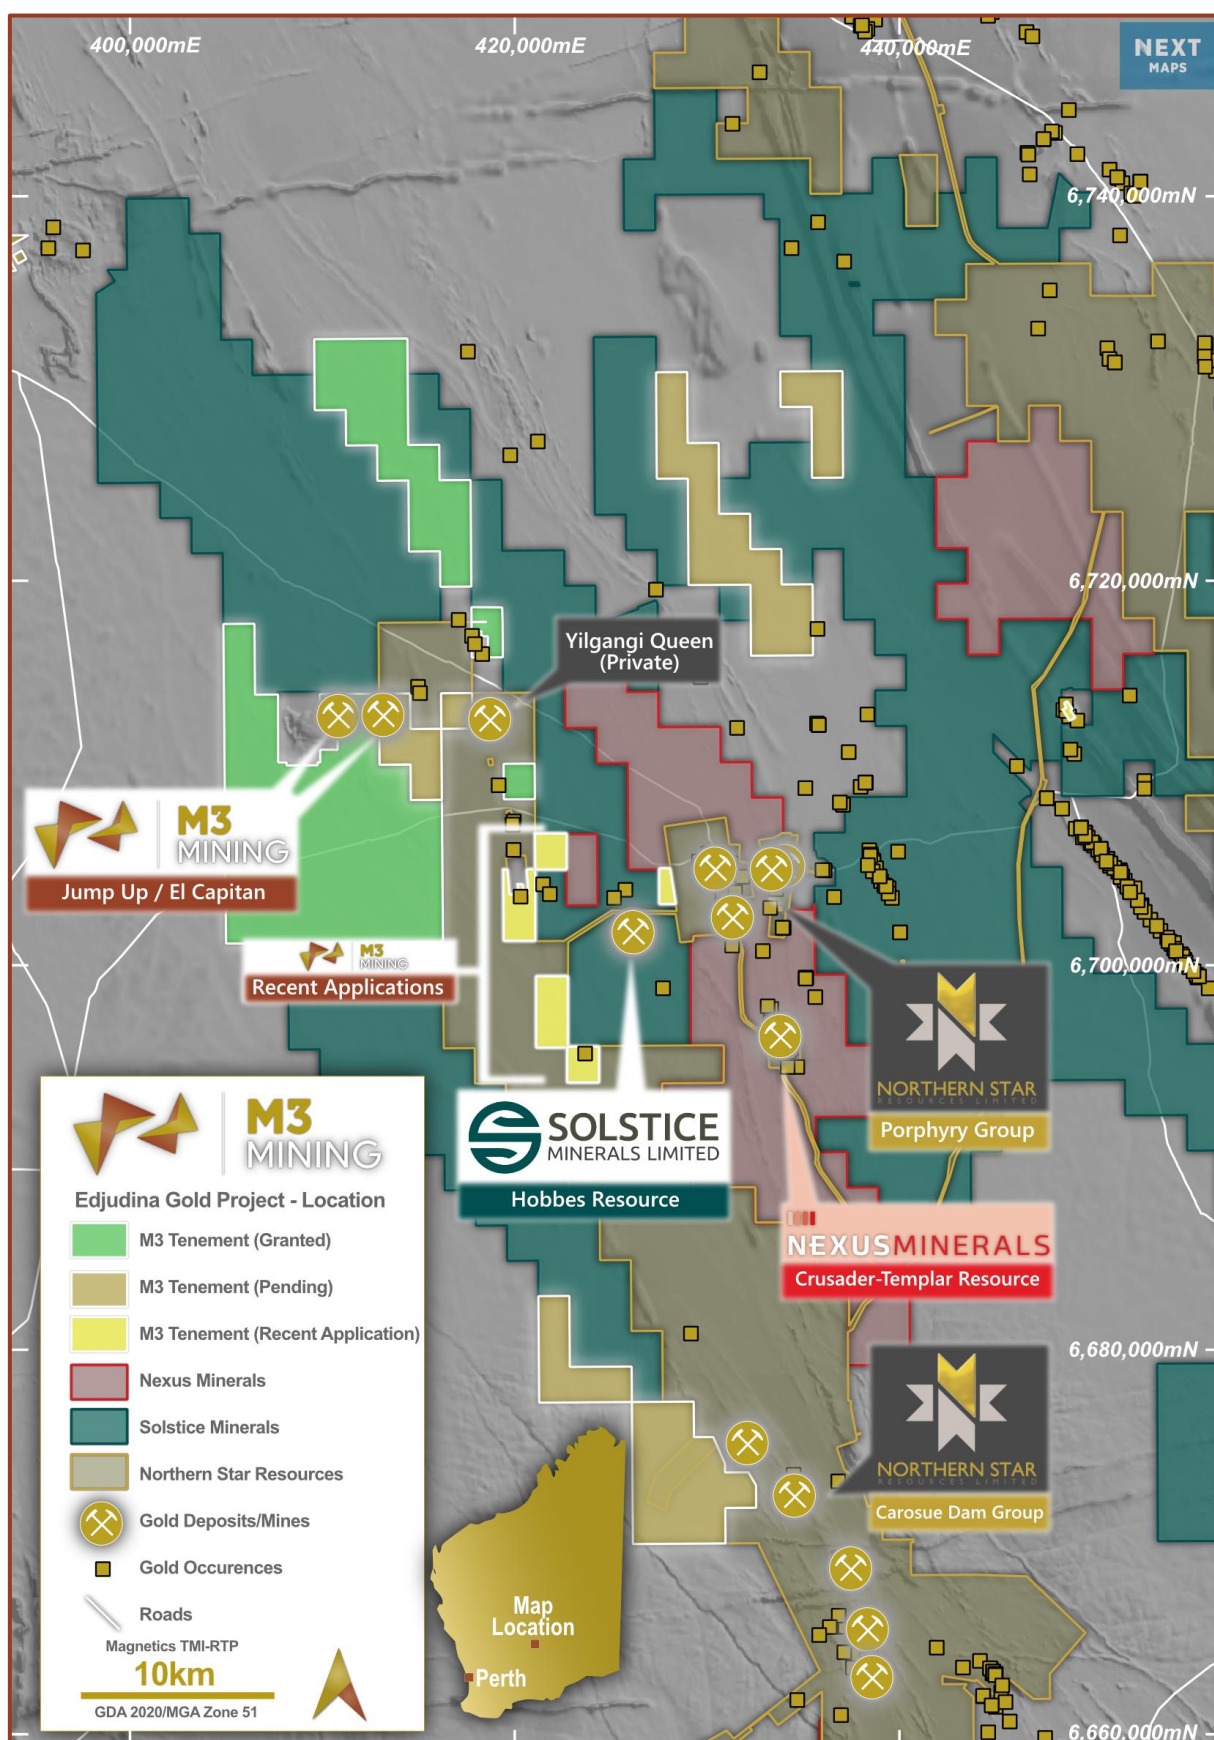 400,000mE
420,000mE
440,000mE
NEXT
MAPS
6,740,000mN
6,720,000mN
Yilgangi Queen
(Private)
M3
MINING
Jump Up / El Capitan
M3
MINING
Recent Applications
6,700,000mN
NORTHERN STAR
RESOURCES LIMITED
Porphyry Group
SOLSTICE
MINERALS LIMITED
Hobbes Resource
NEXUSMINERALS
Crusader-Templar Resource
6,680,000mN
NORTHERN STAR
RESOURCES LIMITED
Carosue Dam Group
M3
MINING
Edjudina Gold Project - Location
M3 Tenement (Granted)
M3 Tenement (Pending)
M3 Tenement (Recent Application)
Nexus Minerals
Solstice Minerals
Northern Star Resources
Gold Deposits/Mines
Gold Occurences
Roads
Magnetics TMI-RTP
10km
GDA 2020/MGA Zone 51
Map
Location
Perth
6,660,000mN